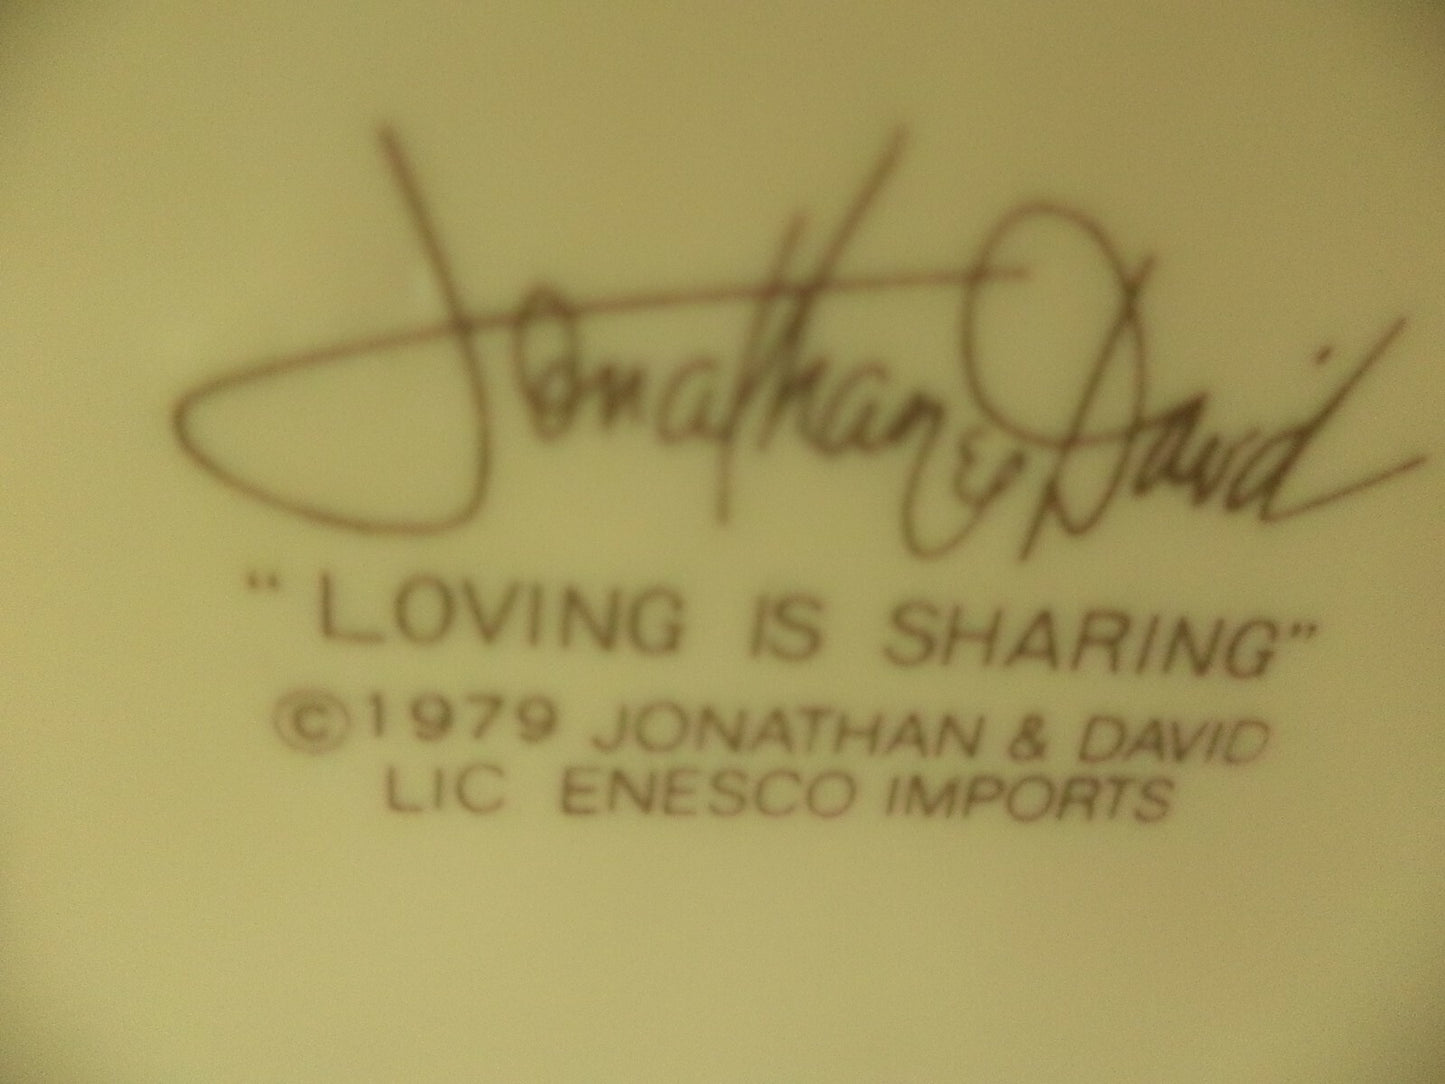 Jonathan & David
"LOVING IS SHARING"
©1979 JONATHAN & DAVID
LIC ENESCO IMPORTS